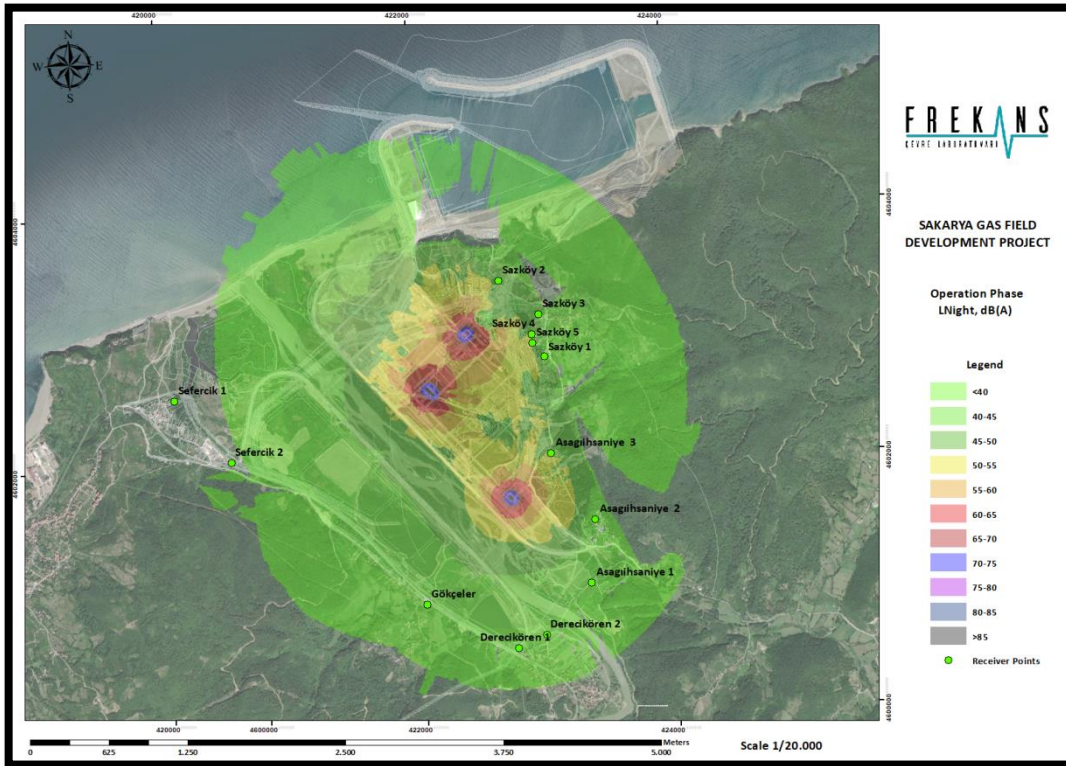 420000
422000
424000
N
W E
S
FREKANS
ÇEVRE LABORATUVARI
4604000
4604000
SAKARYA GAS FIELD
DEVELOPMENT PROJECT
Sazköy 2
Operation Phase
LNight, dB(A)
Sazköy 3
Sazköy 4
Sazköy 5
Sazköy 1
Legend
<40
40-45
45-50
50-55
55-60
60-65
65-70
70-75
75-80
80-85
>85
Receiver Points
Sefercik 1
Sefercik 2
4602000
4602000
Asagıihsaniye 3
Asagıihsaniye 2
Asagıihsaniye 1
Gökçeler
Derecikören 2
Derecikören 1
4600000
420000
4600000
422000
424000
Meters
0 625 1.250 2.500 3.750 5.000
Scale 1/20.000